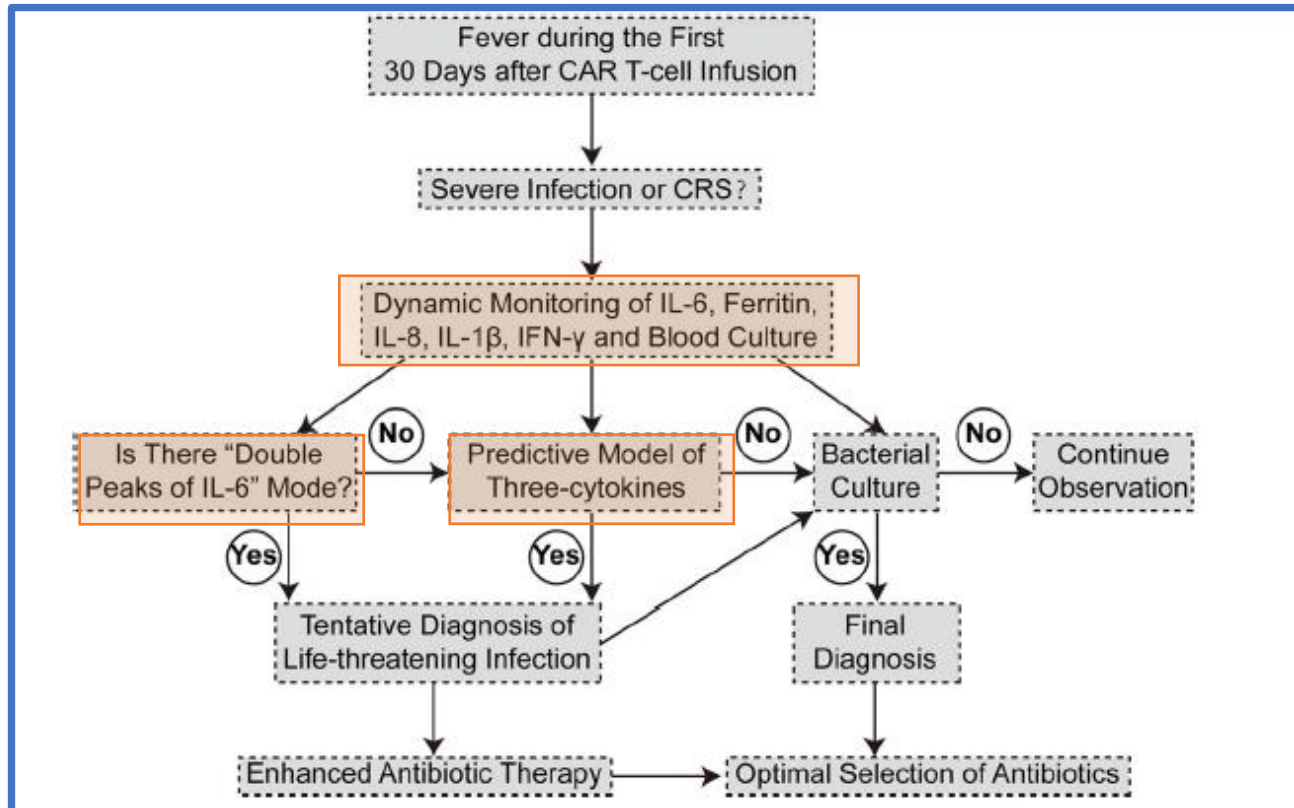 Fever during the First
30 Days after CAR T-cell Infusion
Severe Infection or CRS?
Dynamic Monitoring of IL-6, Ferritin,
IL-8, IL-1β, IFN-γ and Blood Culture
Is There “Double
Peaks of IL-6” Mode?
No
Predictive Model of
Three-cytokines
No
Bacterial
Culture
No
Continue
Observation
Yes
Yes
Yes
Tentative Diagnosis of
Life-threatening Infection
Final
Diagnosis
Enhanced Antibiotic Therapy
Optimal Selection of Antibiotics